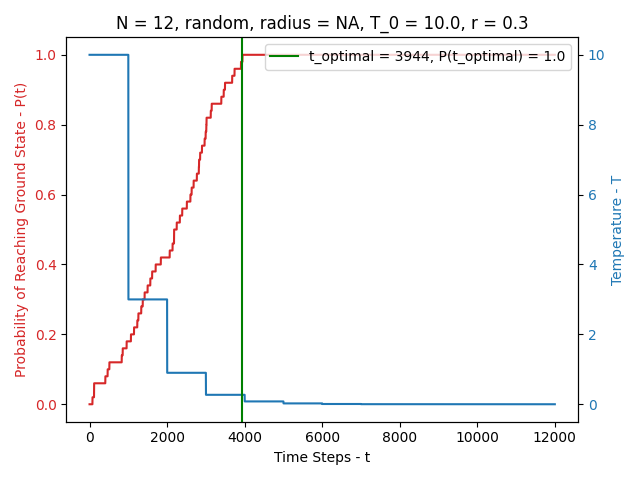 N = 12, random, radius = NA, T_0 = 10.0, r = 0.3
t_optimal = 3944, P(t_optimal) = 1.0
Probability of Reaching Ground State - P(t)
1.0
0.8
0.6
0.4
0.2
0.0
10
8
6
4
2
0
Temperature - T
0 2000 4000 6000 8000 10000 12000
Time Steps - t